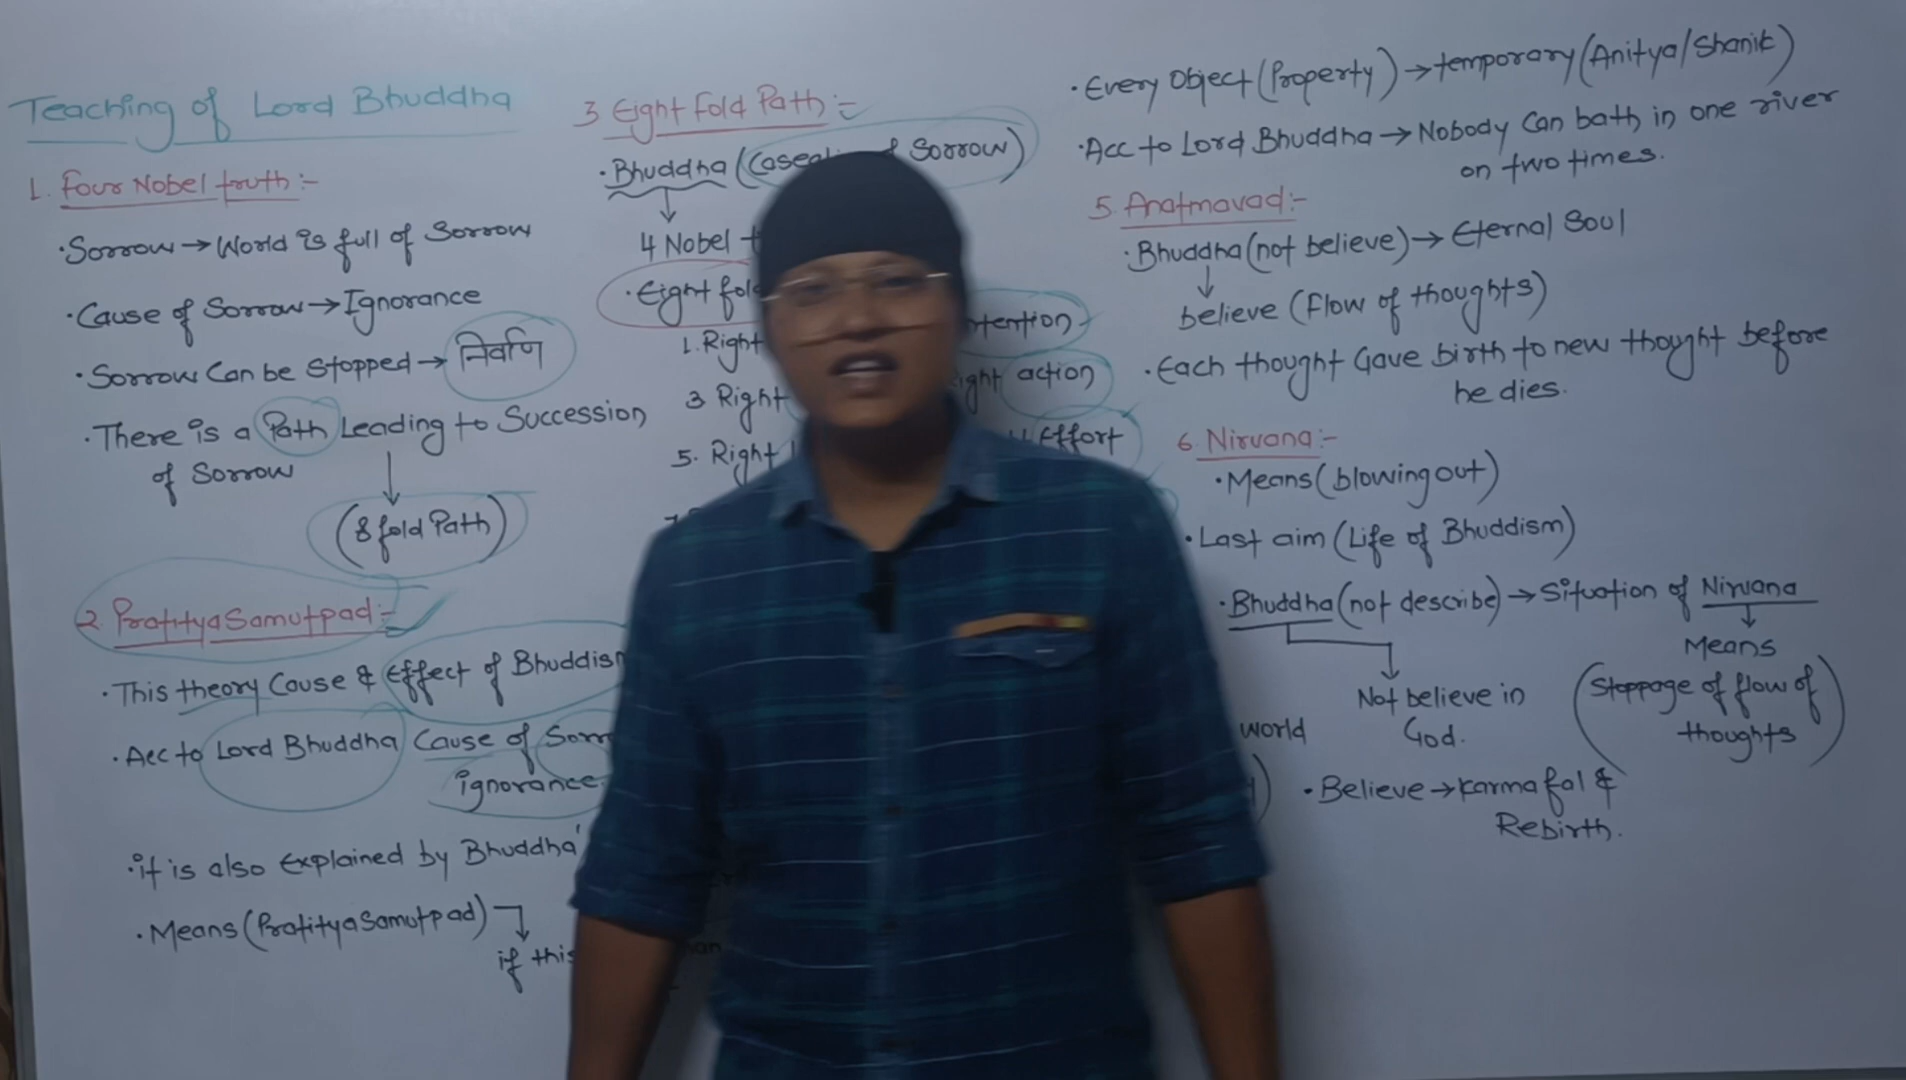 Teaching of Lord Bhuddha
1. Four Nobel truth:-
·Sorrow→World is full of Sorrow
·Cause of Sorrow→Ignorance
·Sorrow Can be Stopped→निर्वाण
·There is a Path Leading to Succession
of Sorrow
(8 fold Path)
2. PratityaSamutpad:-
·This theory Cause & Effect of Bhuddism
·Acc to Lord Bhuddha Cause of
ignorance
·it is also Explained by Bhuddha's
·Means (PratityaSamutpad)
if this
3 Eight Fold Path:-
·Bhuddha ( Sorrow)
4 Nobel
·Eight fold
1. Right
3 Right action
5. Right Effort
·Every Object (Property)→temporary (Anitya/Shanik)
·Acc to Lord Bhuddha→Nobody Can bath in one river
on two times.
5. Anatmavad:-
·Bhuddha (not believe)→Eternal Soul
believe (Flow of thoughts)
·Each thought Gave birth to new thought before
he dies.
6 Nirvana:-
·Means (blowing out)
·Last aim (Life of Bhuddism)
·Bhuddha (not describe)→Situation of Nirvana
Means
Not believe in (Stoppage of flow of
world God. thoughts)
·Believe→Karma fal &
Rebirth.